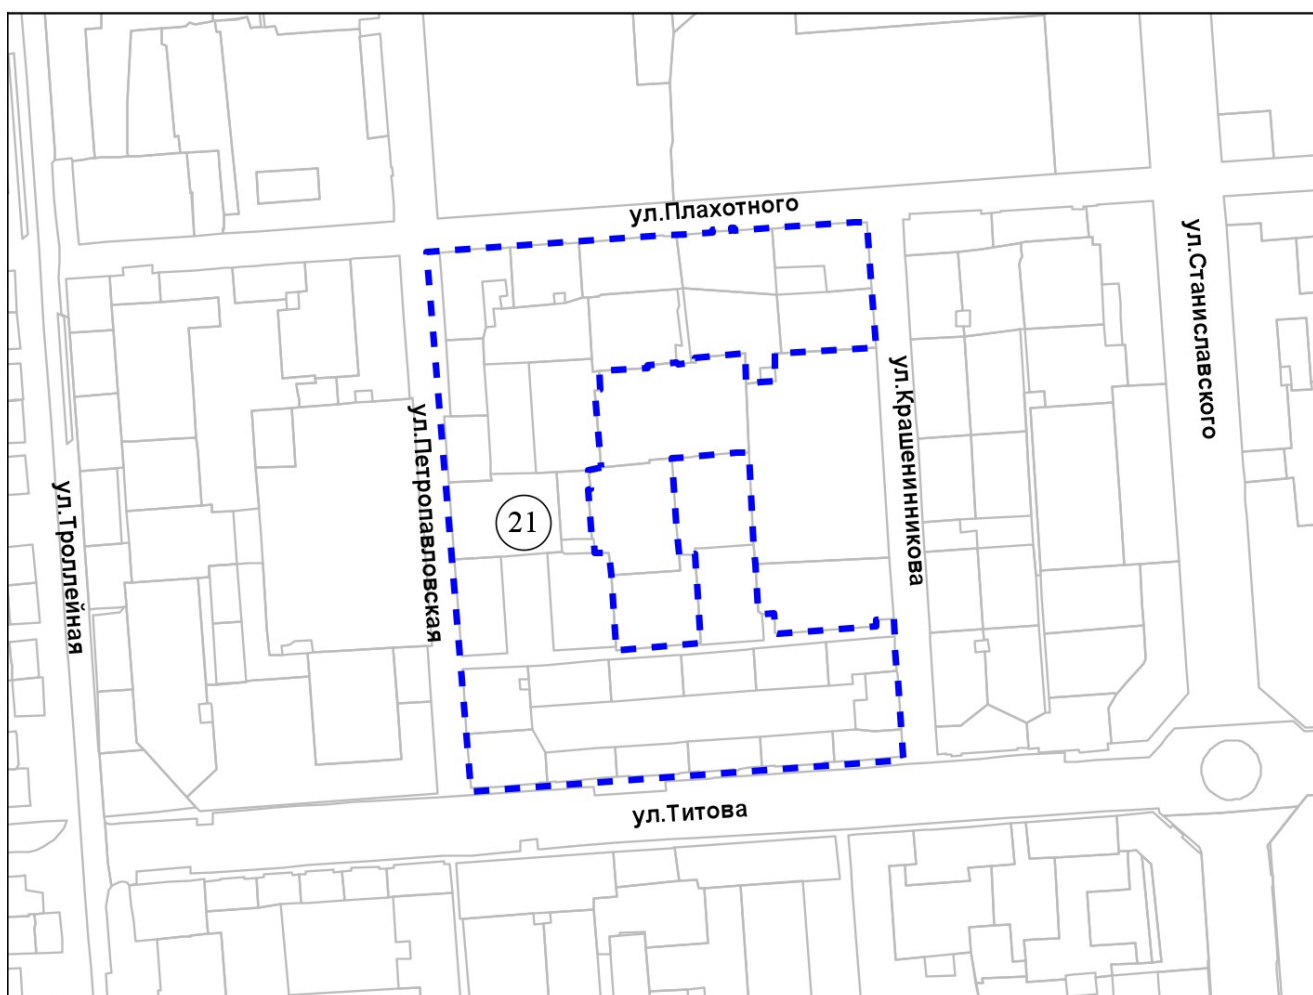 ул.Плахотного
ул.Станиславского
ул.Крашенинникова
ул.Петропавловская
ул.Троллейная
21
ул.Титова